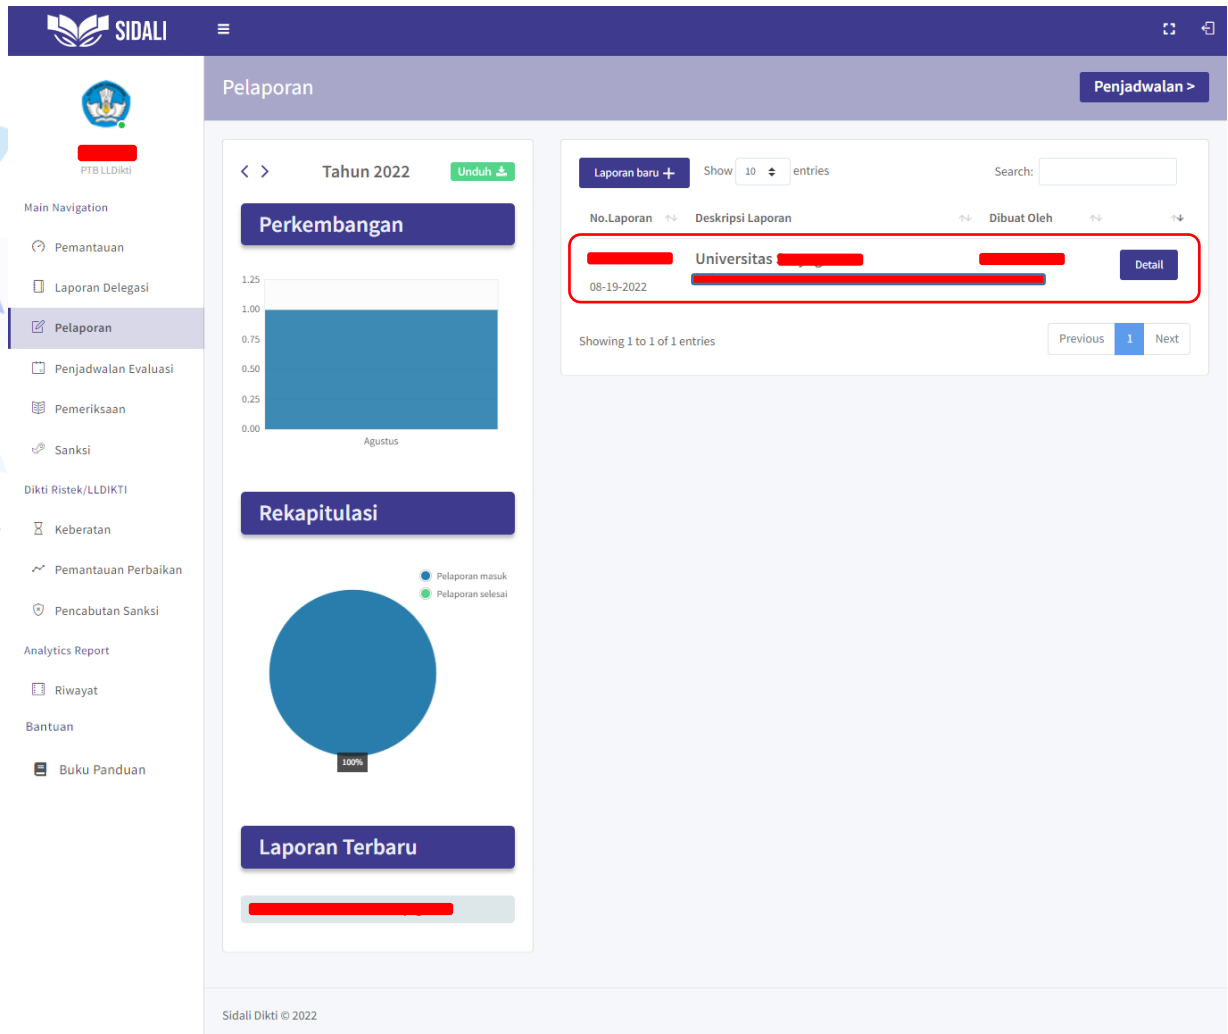 SIDALI
Pelaporan
Penjadwalan >
PTB LLDikti
Main Navigation
Pemantauan
Laporan Delegasi
Pelaporan
Penjadwalan Evaluasi
Pemeriksaan
Sanksi
Dikti Ristek/LLDIKTI
Keberatan
Pemantauan Perbaikan
Pencabutan Sanksi
Analytics Report
Riwayat
Bantuan
Buku Panduan
Tahun 2022
Unduh
Perkembangan
1.25
1.00
0.75
0.50
0.25
0.00
Agustus
Rekapitulasi
Pelaporan masuk
Pelaporan selesai
100%
Laporan Terbaru
Laporan baru +
Show 10 entries
Search:
No.Laporan Deskripsi Laporan Dibuat Oleh
Universitas
Detail
08-19-2022
Showing 1 to 1 of 1 entries
Previous 1 Next
Sidali Dikti © 2022